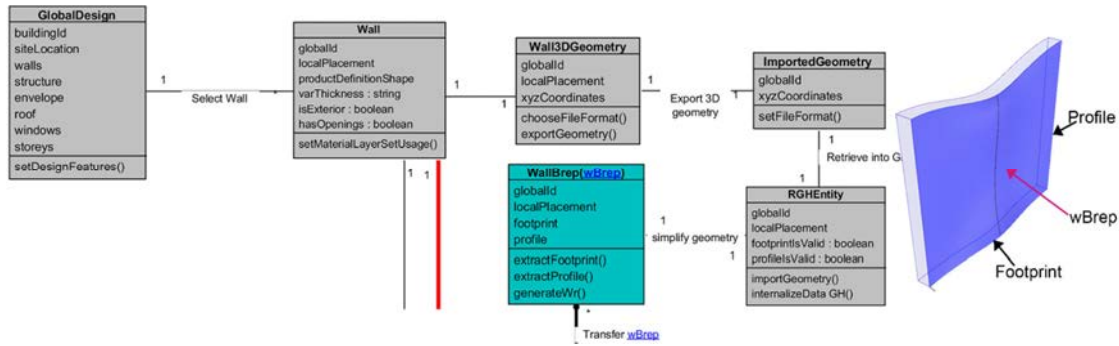 GlobalDesign
buildingId
siteLocation
walls
structure
envelope
roof
windows
storeys
setDesignFeatures()
1
Select Wall
*
Wall
globalId
localPlacement
productDefinitionShape
varThickness : string
isExterior : boolean
hasOpenings : boolean
setMaterialLayerSetUsage()
1
1
1
1
Wall3DGeometry
globalId
localPlacement
xyzCoordinates
chooseFileFormat()
exportGeometry()
1
Export 3D
geometry
1
ImportedGeometry
globalId
xyzCoordinates
setFileFormat()
1
Retrieve into G
1
RGHEntity
globalId
localPlacement
footprintIsValid : boolean
profileIsValid : boolean
importGeometry()
internalizeData GH()
1
simplify geometry
1
WallBrep(wBrep)
globalId
localPlacement
footprint
profile
extractFootprint()
extractProfile()
generateWr()
*
Transfer wBrep
Profile
wBrep
Footprint